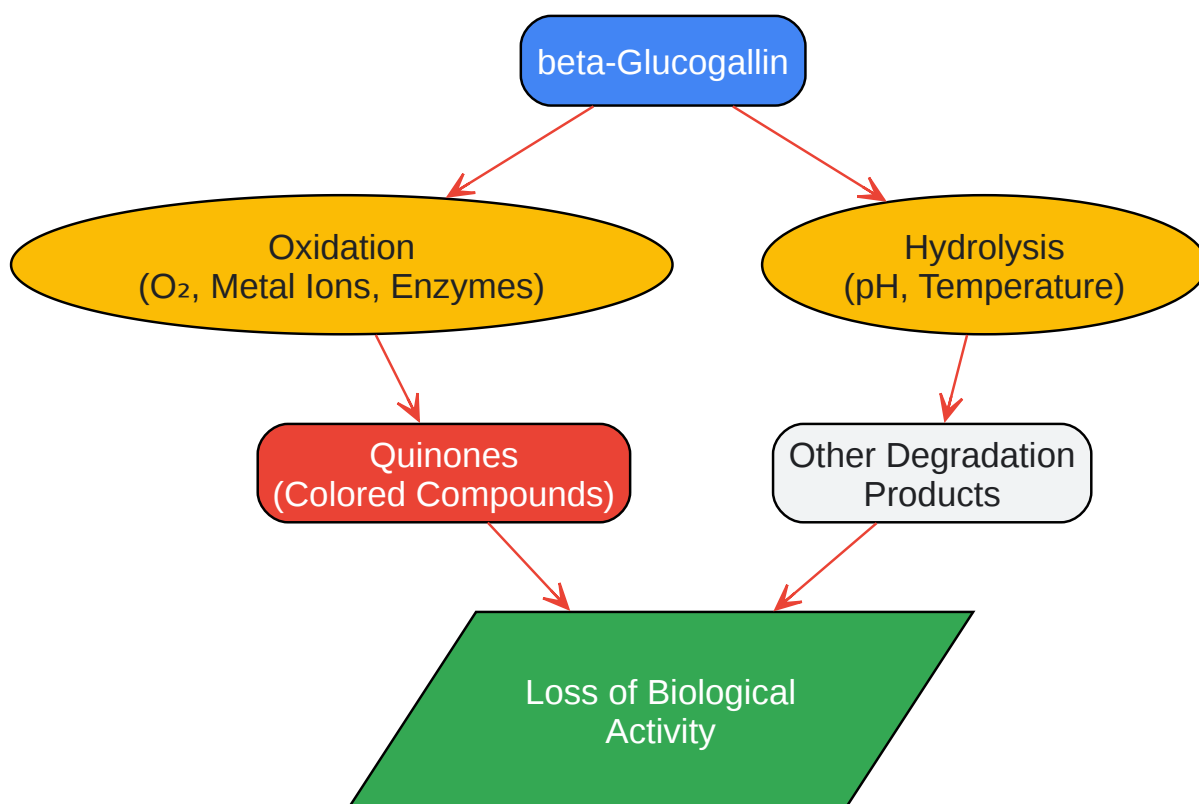 beta-Glucogallin
Oxidation
(O₂, Metal Ions, Enzymes)
Hydrolysis
(pH, Temperature)
Quinones
(Colored Compounds)
Other Degradation
Products
Loss of Biological
Activity